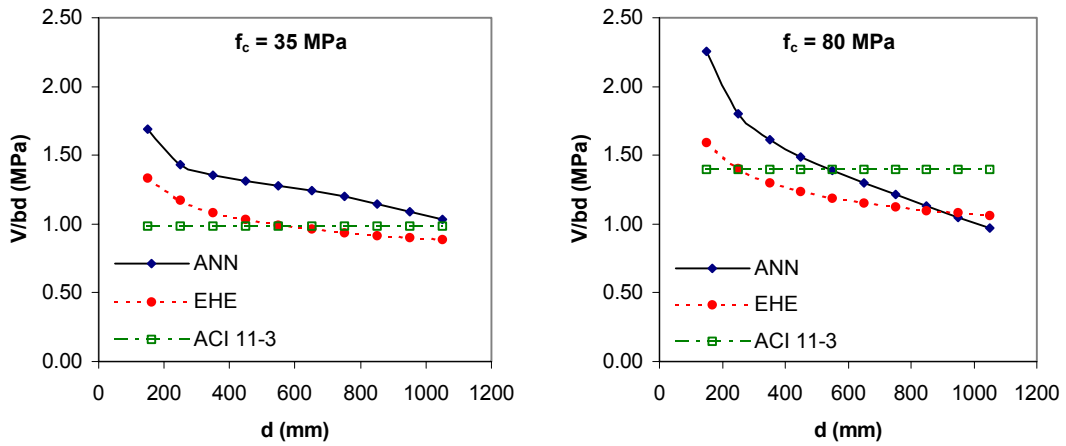 f_c = 35 MPa
V/bd (MPa)
2.50
2.00
1.50
1.00
0.50
0.00
ANN
EHE
ACI 11-3
0 200 400 600 800 1000 1200
d (mm)
f_c = 80 MPa
V/bd (MPa)
2.50
2.00
1.50
1.00
0.50
0.00
ANN
EHE
ACI 11-3
0 200 400 600 800 1000 1200
d (mm)